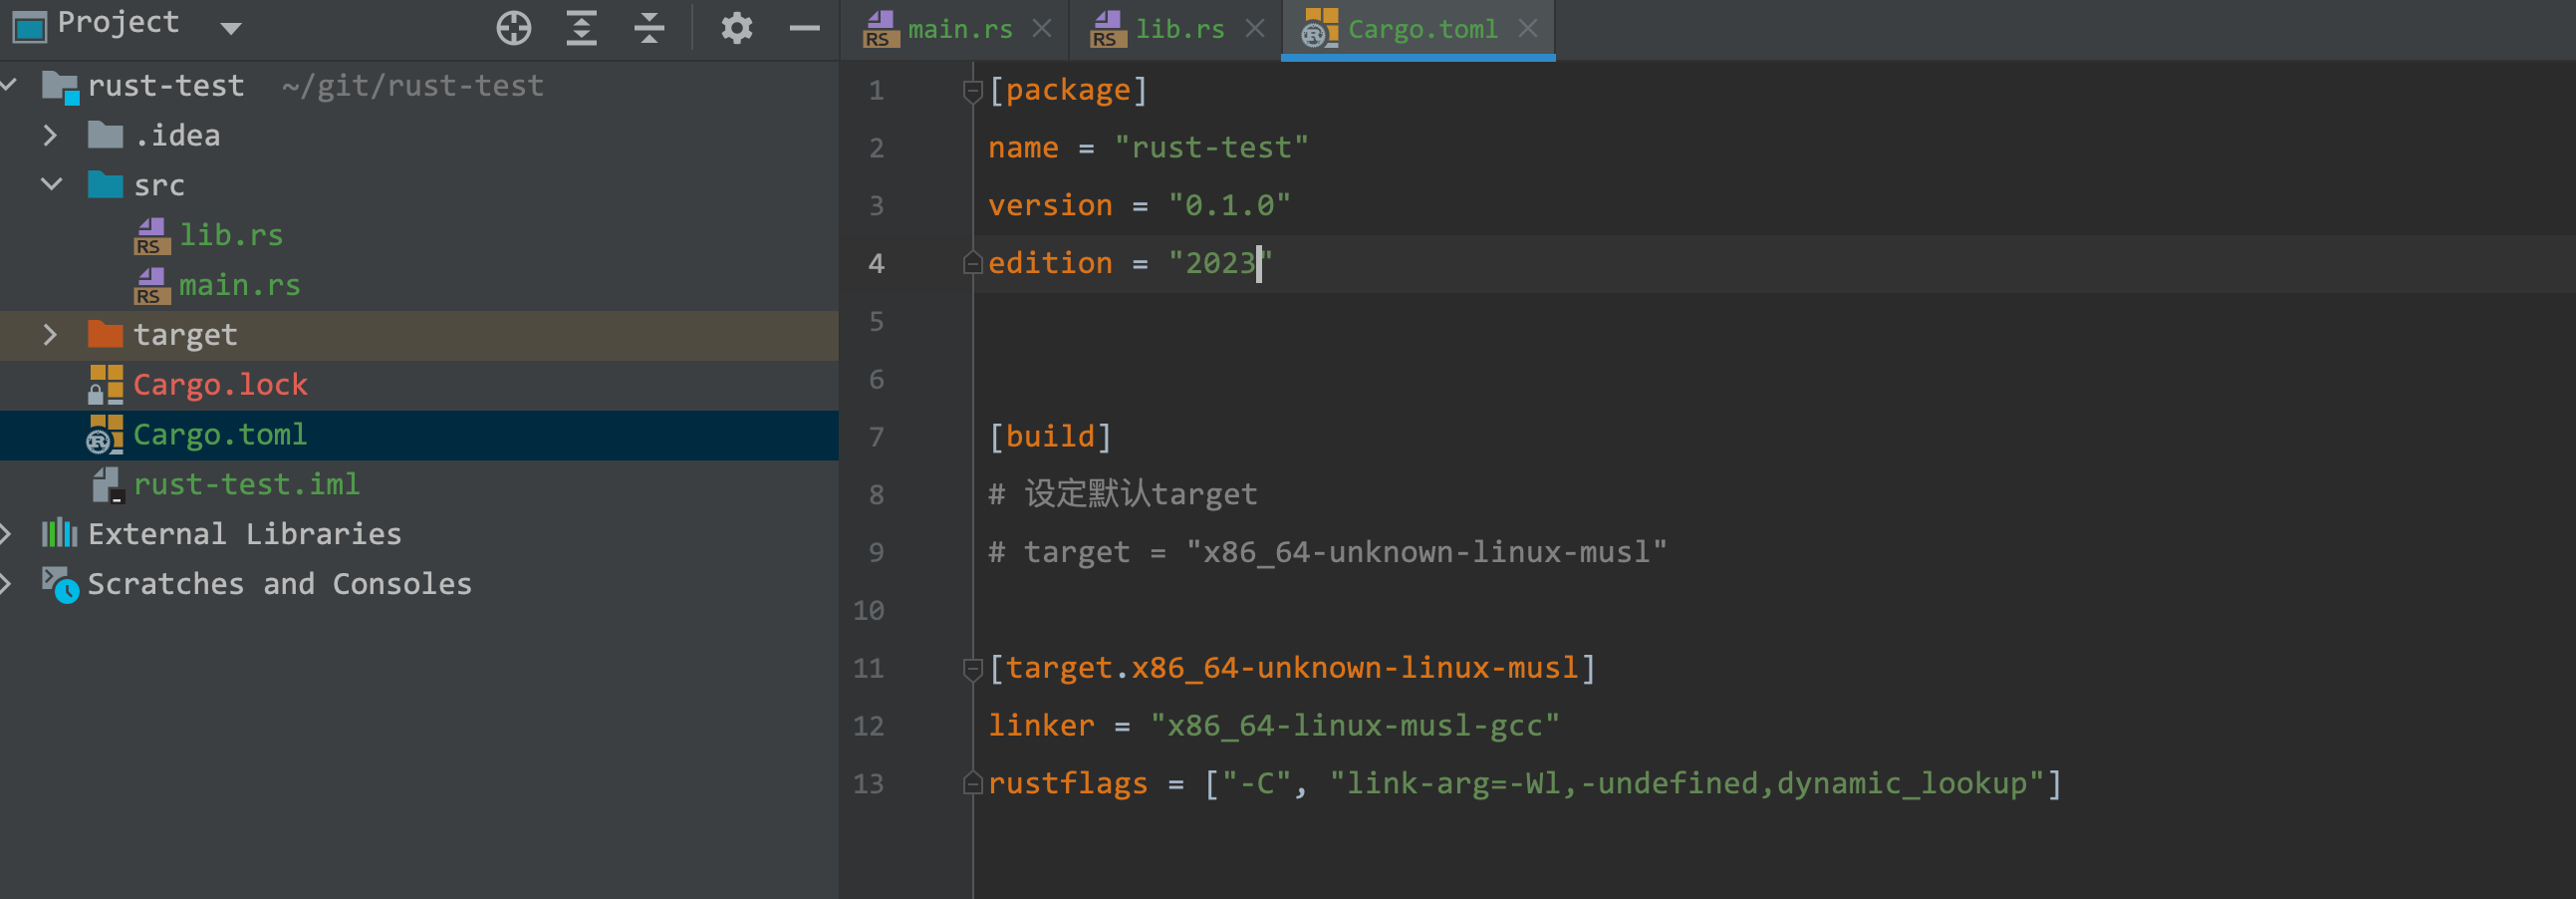 Project
rust-test ~/git/rust-test
.idea
src
RS lib.rs
RS main.rs
target
Cargo.lock
Cargo.toml
rust-test.iml
External Libraries
Scratches and Consoles
RS main.rs
RS lib.rs
Cargo.toml
1 [package]
2 name = "rust-test"
3 version = "0.1.0"
4 edition = "2023"
5
6
7 [build]
8 # 设定默认target
9 # target = "x86_64-unknown-linux-musl"
10
11 [target.x86_64-unknown-linux-musl]
12 linker = "x86_64-linux-musl-gcc"
13 rustflags = ["-C", "link-arg=-Wl,-undefined,dynamic_lookup"]